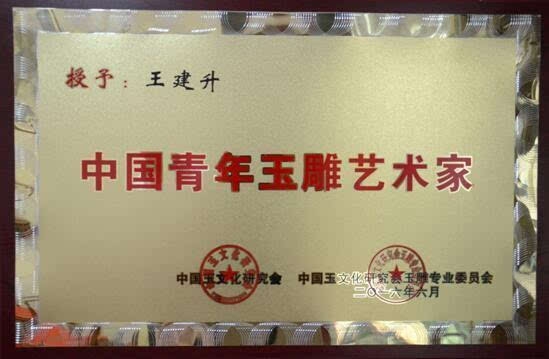 授予：王建升
中国青年玉雕艺术家
中国玉文化研究会 中国玉文化研究会玉雕专业委员会
二〇一六年六月